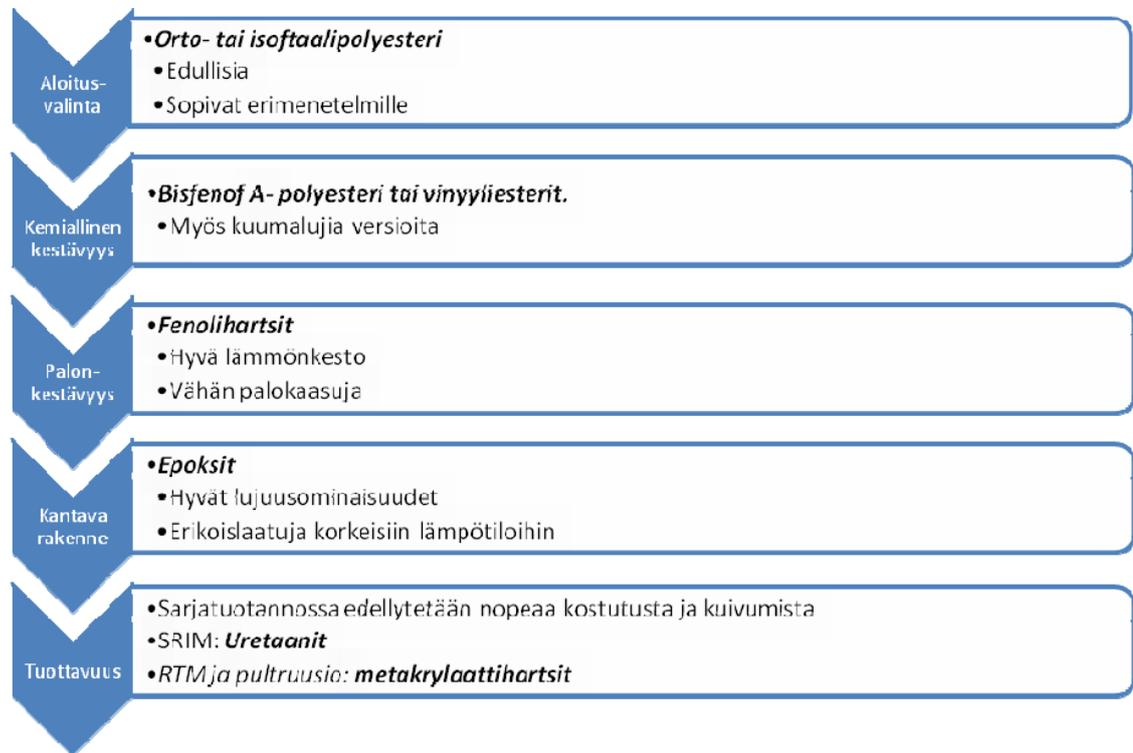 Aloitus-
valinta
•Orto- tai isoftaalipolyesteri
•Edullisia
•Sopivat erimenetelmille
Kemiallinen
kestävyys
•Bisfenof A- polyesteri tai vinyyliesterit.
•Myös kuumalujia versioita
Palon-
kestävyys
•Fenolihartsit
•Hyvä lämmönkesto
•Vähän palokaasuja
Kantava
rakenne
•Epoksit
•Hyvät lujuusominaisuudet
•Erikoislaatuja korkeisiin lämpötiloihin
Tuottavuus
•Sarjatuotannossa edellytetään nopeaa kostutusta ja kuivumista
•SRIM: Uretaanit
•RTM ja pultruusio: metakrylaattihartsit